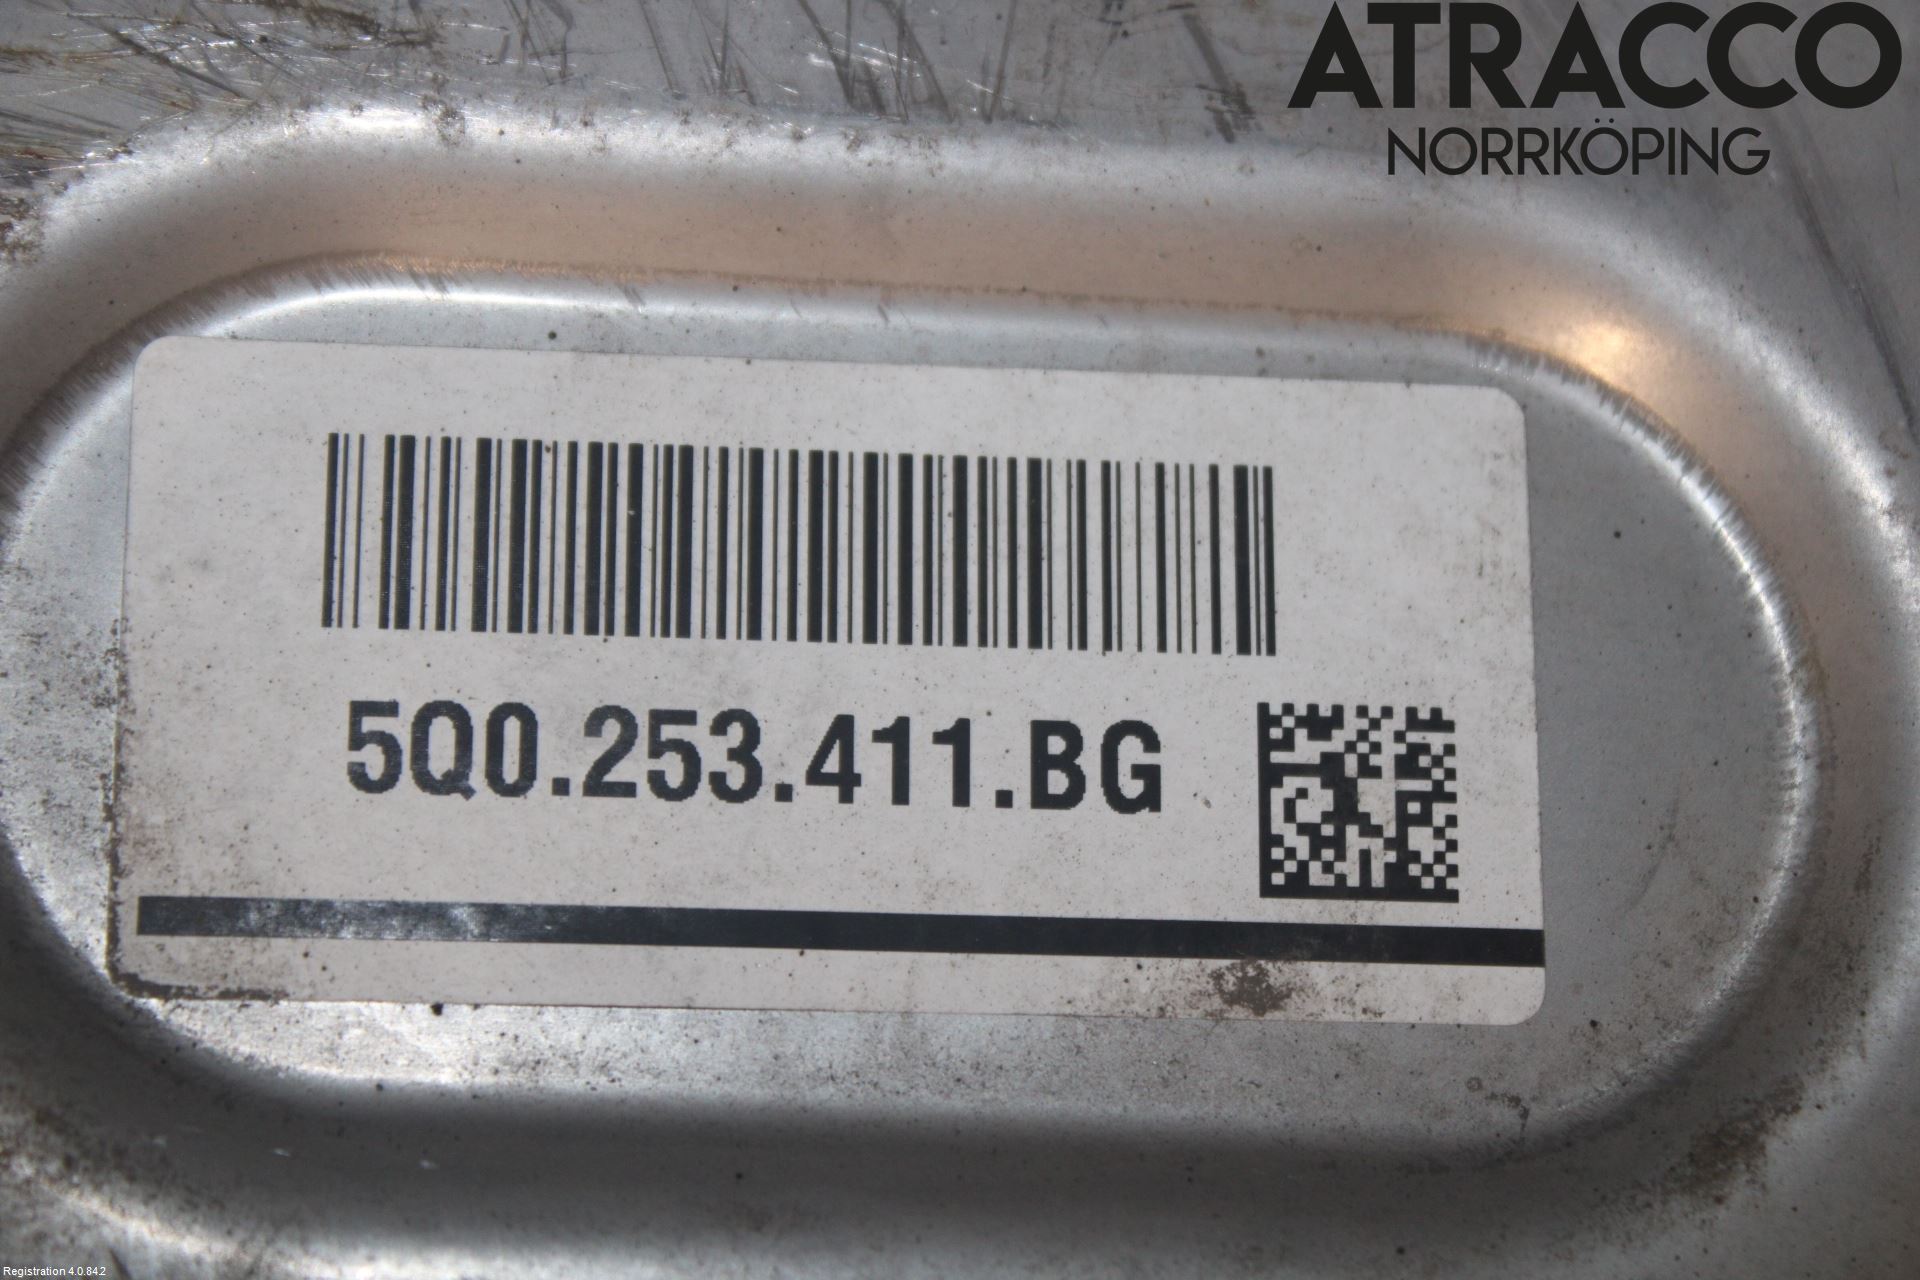 ATRACCO
NORRKÖPING
5Q0.253.411.BG
Registration 4.0.842